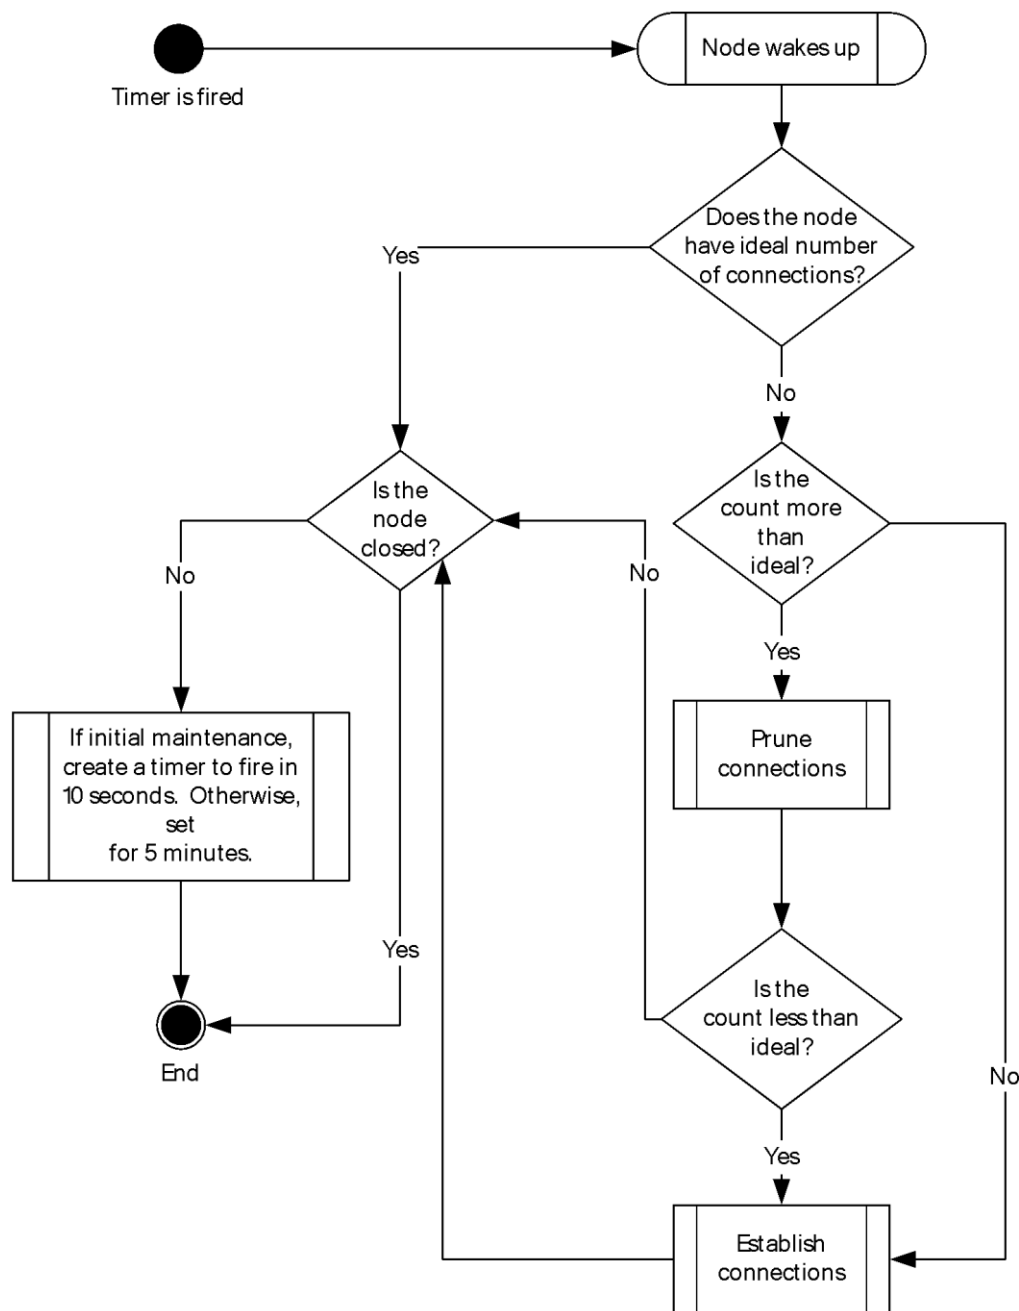 Node wakes up
Timer is fired
Does the node
have ideal number
of connections?
Yes
No
Is the
node
closed?
Is the
count more
than
ideal?
No
No
Yes
If initial maintenance,
create a timer to fire in
10 seconds. Otherwise,
set
for 5 minutes.
Prune
connections
Yes
Is the
count less than
ideal?
End
No
Yes
Establish
connections